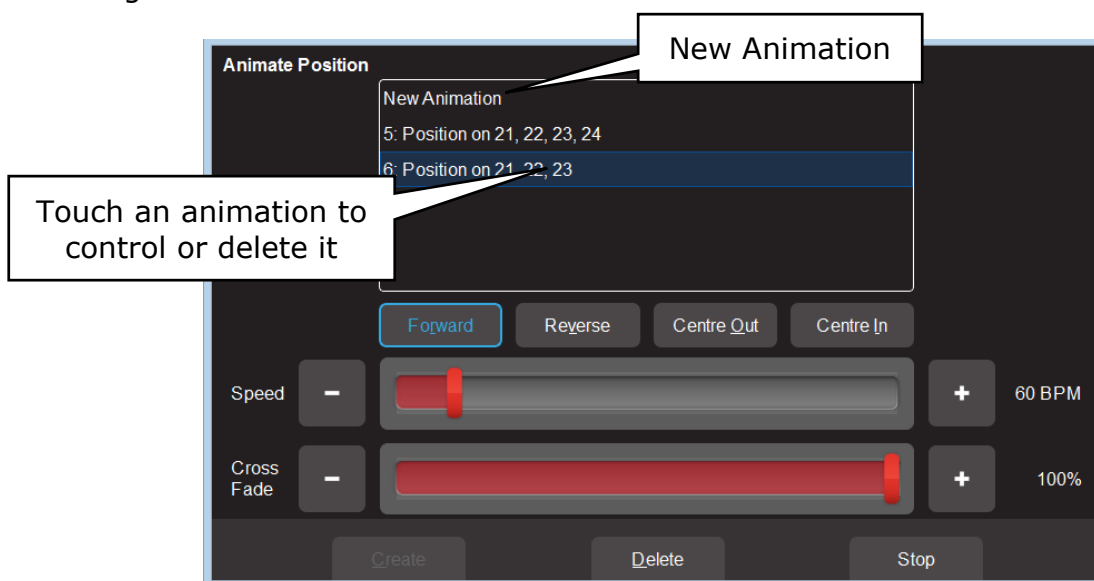 New Animation
Animate Position
New Animation
5: Position on 21, 22, 23, 24
6: Position on 21, 22, 23
Touch an animation to
control or delete it
Forward
Reverse
Centre Out
Centre In
Speed
-
+
60 BPM
Cross
Fade
-
+
100%
Create
Delete
Stop